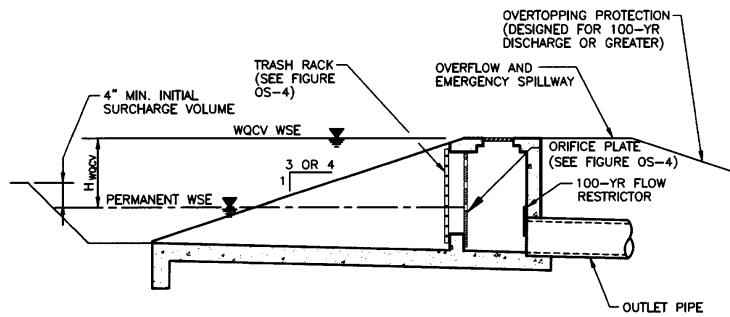 OVERTOPPING PROTECTION
(DESIGNED FOR 100-YR
DISCHARGE OR GREATER)
TRASH RACK
(SEE FIGURE
OS-4)
OVERFLOW AND
EMERGENCY SPILLWAY
4" MIN. INITIAL
SURCHARGE VOLUME
WQCV WSE
HWQCV
3 OR 4
1
ORIFICE PLATE
(SEE FIGURE OS-4)
PERMANENT WSE
100-YR FLOW
RESTRICTOR
OUTLET PIPE